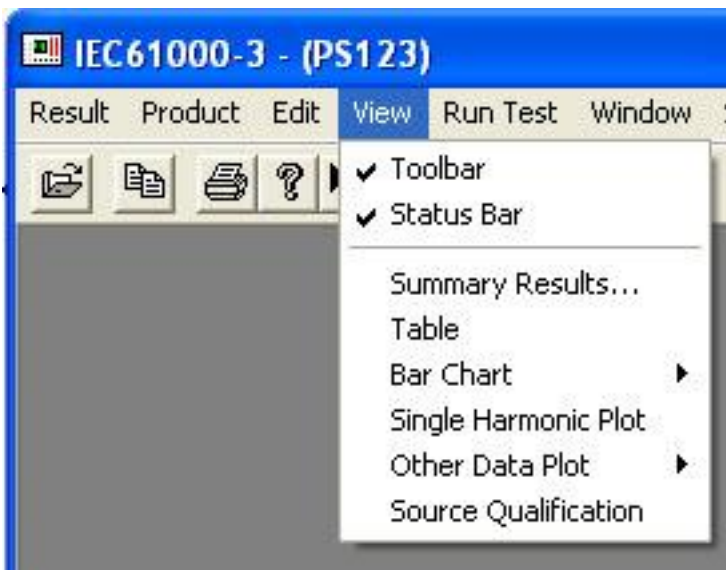 IEC61000-3 - (PS123)
Result Product Edit View Run Test Window
Toolbar
Status Bar
Summary Results...
Table
Bar Chart
Single Harmonic Plot
Other Data Plot
Source Qualification